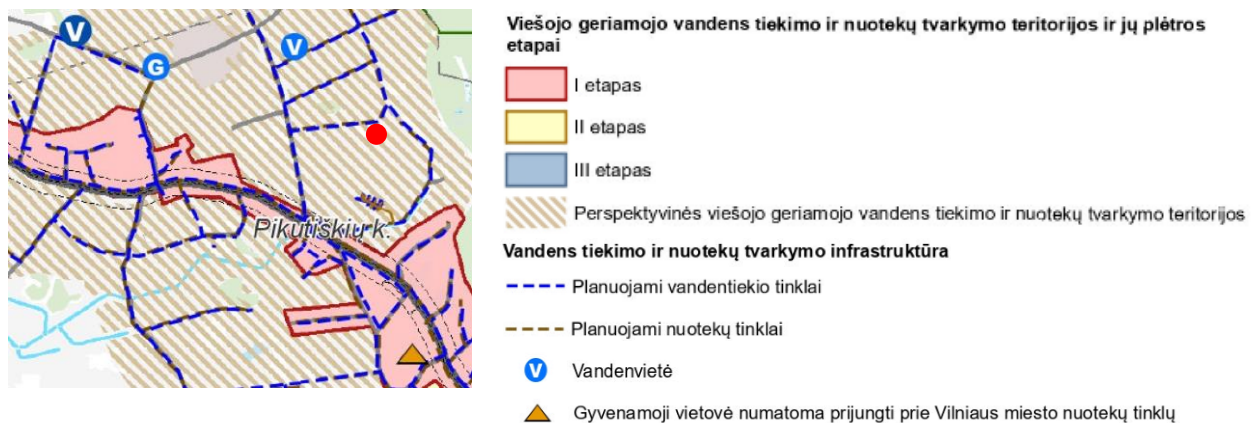 V
G
V
Pikutiškių k.
Viešojo geriamojo vandens tiekimo ir nuotekų tvarkymo teritorijos ir jų plėtros
etapai
I etapas
II etapas
III etapas
Perspektyvinės viešojo geriamojo vandens tiekimo ir nuotekų tvarkymo teritorijos
Vandens tiekimo ir nuotekų tvarkymo infrastruktūra
Planuojami vandentiekio tinklai
Planuojami nuotekų tinklai
V Vandenvietė
Gyvenamoji vietovė numatoma prijungti prie Vilniaus miesto nuotekų tinklų